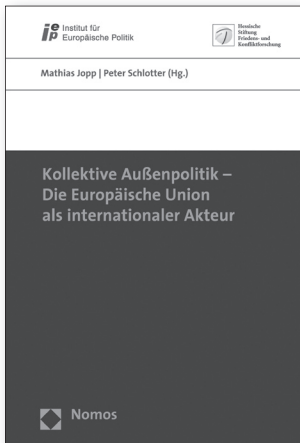 iep Institut für
Europäische Politik
Hessische
Stiftung
Friedens- und
Konfliktforschung
Mathias Jopp | Peter Schlotter (Hg.)
Kollektive Außenpolitik –
Die Europäische Union
als internationaler Akteur
Nomos